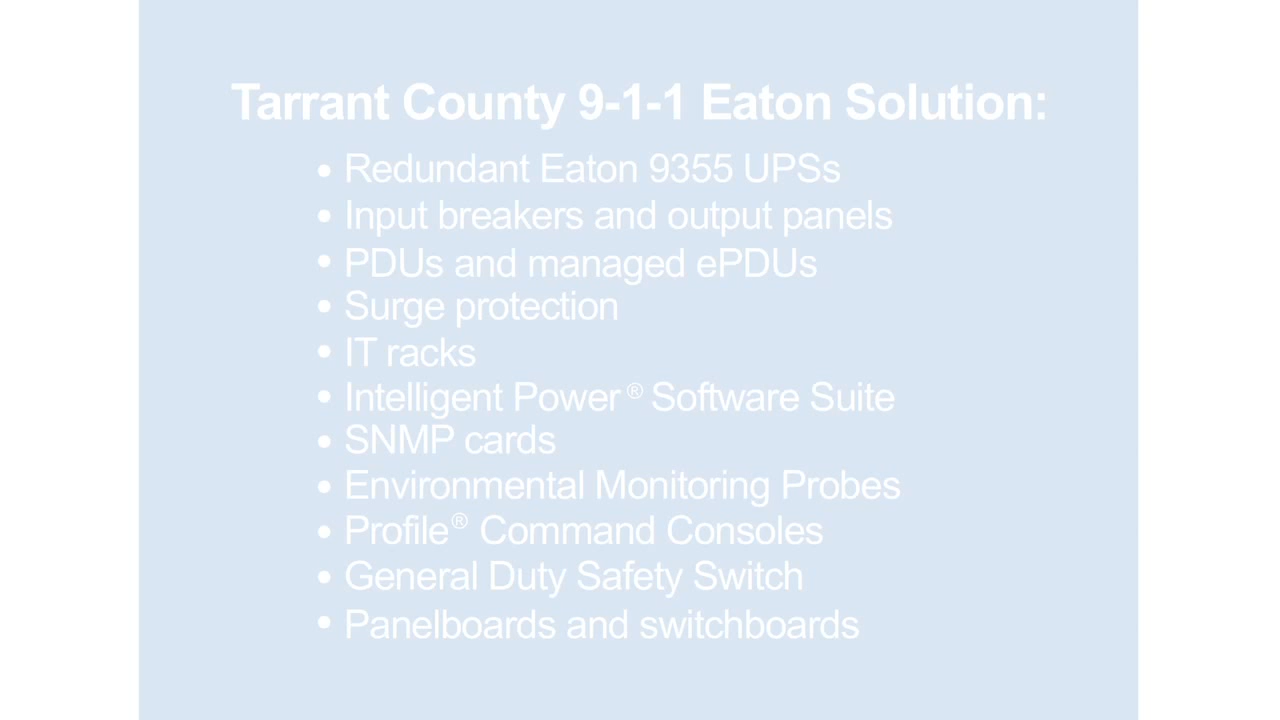 Tarrant County 9-1-1 Eaton Solution:
• Redundant Eaton 9355 UPSs
• Input breakers and output panels
• PDUs and managed ePDUs
• Surge protection
• IT racks
• Intelligent Power® Software Suite
• SNMP cards
• Environmental Monitoring Probes
• Profile® Command Consoles
• General Duty Safety Switch
• Panelboards and switchboards